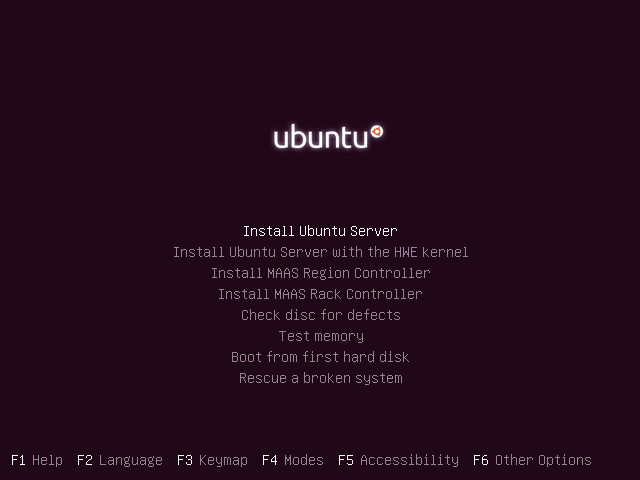 ubuntu
Install Ubuntu Server
Install Ubuntu Server with the HWE kernel
Install MAAS Region Controller
Install MAAS Rack Controller
Check disc for defects
Test memory
Boot from first hard disk
Rescue a broken system
F1 Help F2 Language F3 Keymap F4 Modes F5 Accessibility F6 Other Options